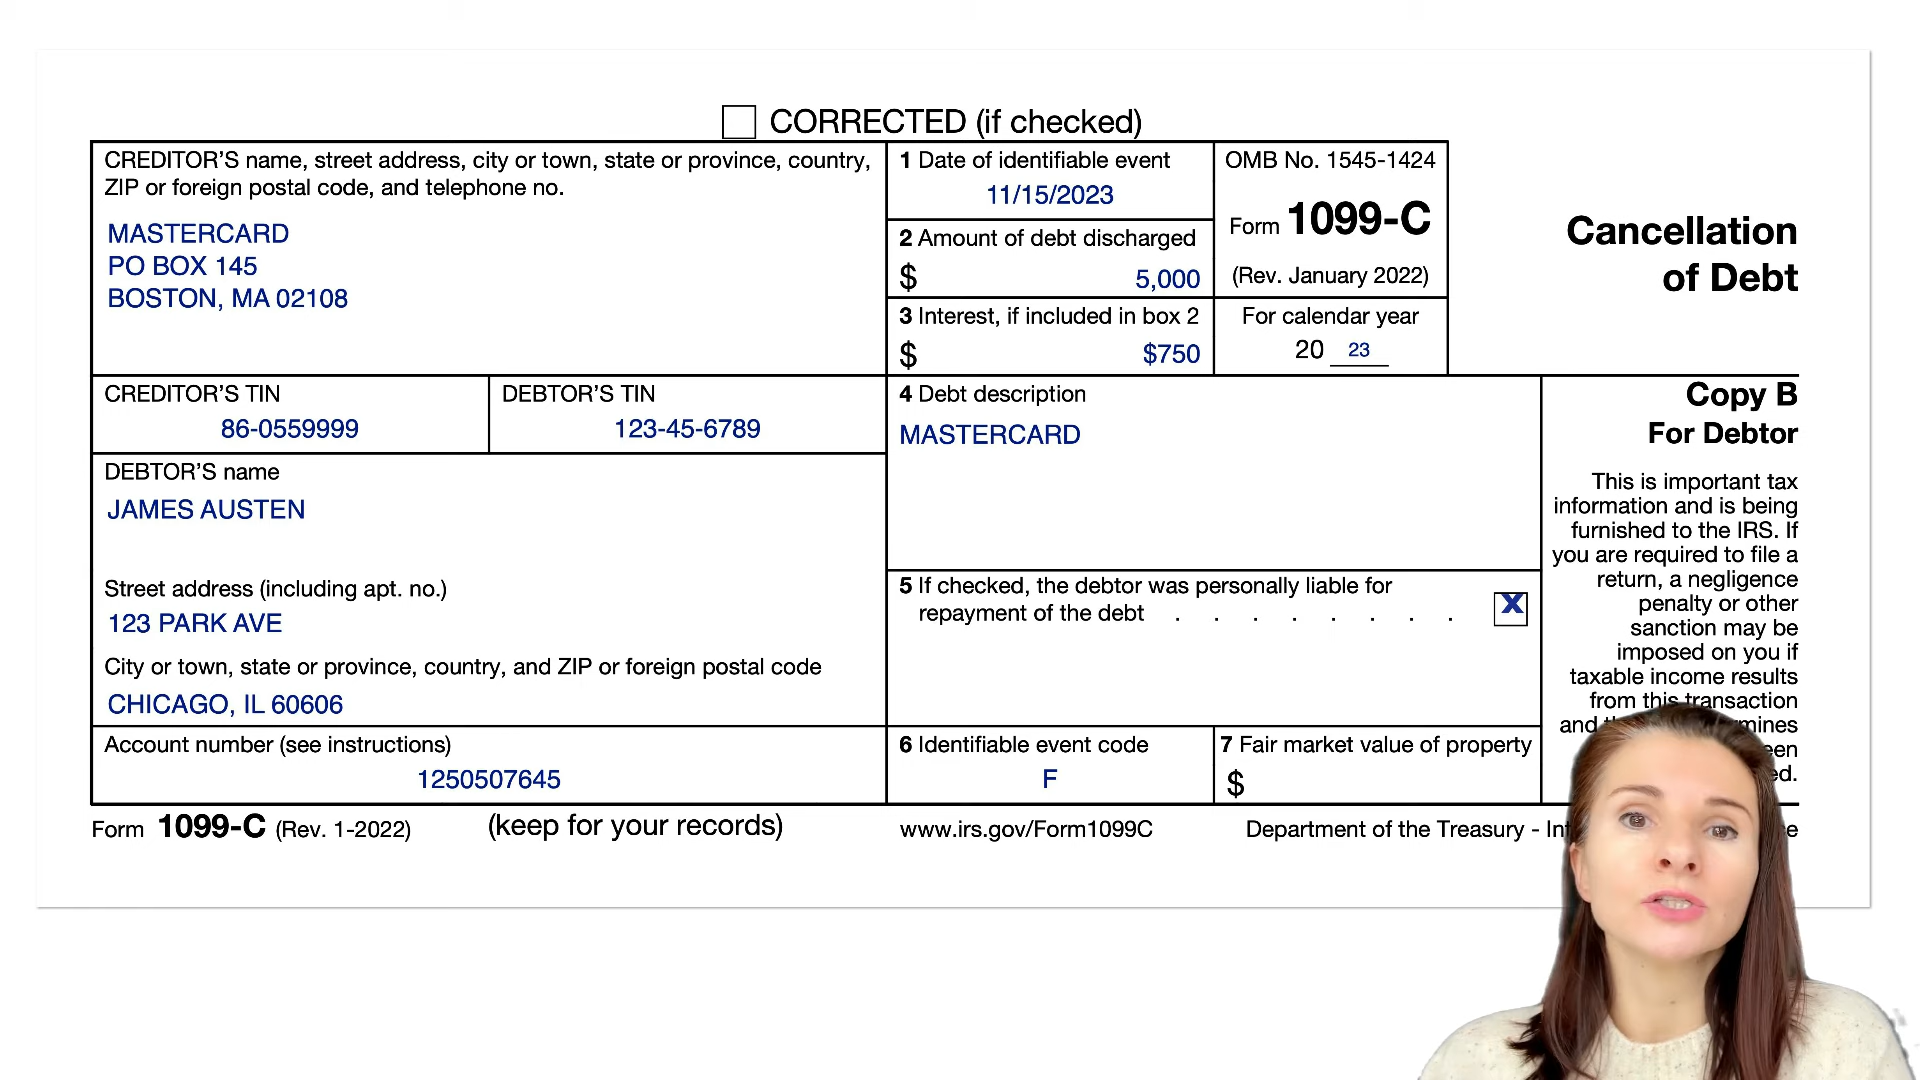 CORRECTED (if checked)
CREDITOR'S name, street address, city or town, state or province, country,
ZIP or foreign postal code, and telephone no.
MASTERCARD
PO BOX 145
BOSTON, MA 02108
1 Date of identifiable event
11/15/2023
2 Amount of debt discharged
$ 5,000
3 Interest, if included in box 2
$ $750
OMB No. 1545-1424
Form 1099-C
(Rev. January 2022)
For calendar year
20 23
Cancellation
of Debt
CREDITOR'S TIN
86-0559999
DEBTOR'S TIN
123-45-6789
4 Debt description
MASTERCARD
Copy B
For Debtor
DEBTOR'S name
JAMES AUSTEN
Street address (including apt. no.)
123 PARK AVE
City or town, state or province, country, and ZIP or foreign postal code
CHICAGO, IL 60606
5 If checked, the debtor was personally liable for
repayment of the debt . . . . . . . . X
This is important tax
information and is being
furnished to the IRS. If
you are required to file a
return, a negligence
penalty or other
sanction may be
imposed on you if
taxable income results
from this transaction
and
Account number (see instructions)
1250507645
6 Identifiable event code
F
7 Fair market value of property
$
Form 1099-C (Rev. 1-2022)
(keep for your records)
www.irs.gov/Form1099C
Department of the Treasury -